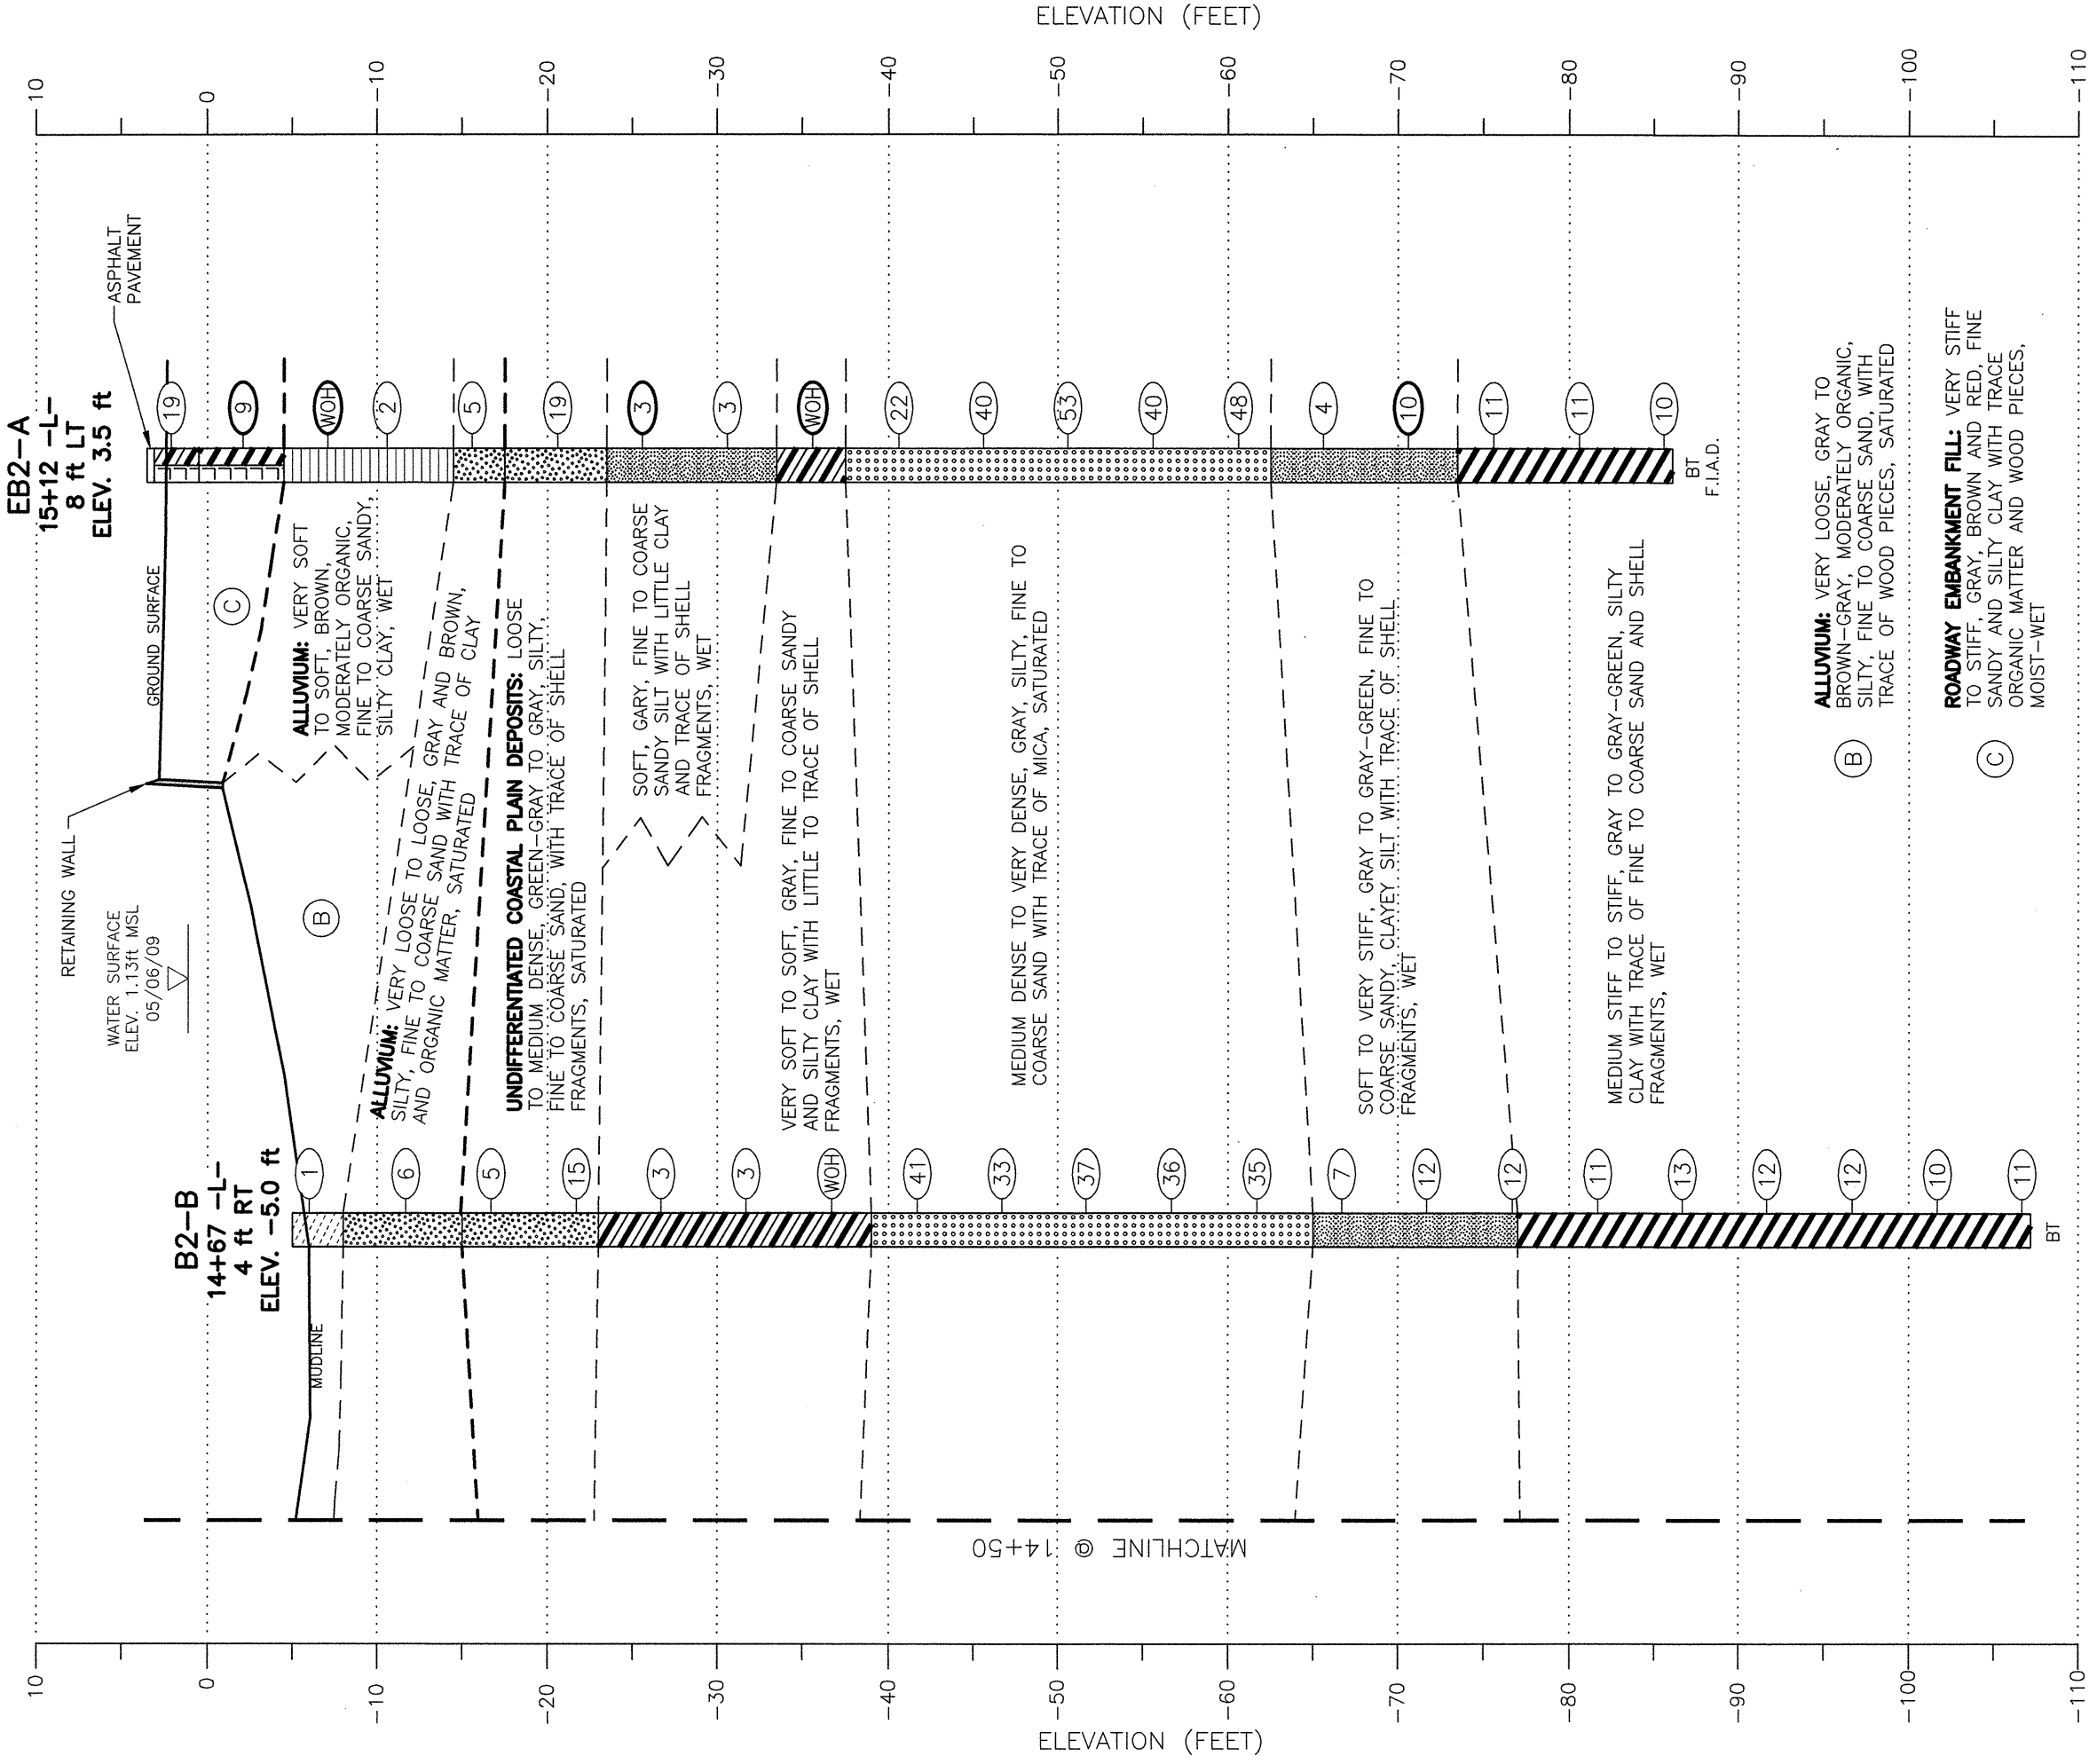 EB2-A
15+12 -L-
8 ft LT
ELEV. 3.5 ft
ASPHALT
PAVEMENT
GROUND SURFACE
RETAINING WALL
WATER SURFACE
ELEV. 1.13ft MSL
05/06/09
B2-B
14+67 -L-
4 ft RT
ELEV. -5.0 ft
MUDLINE
MATCHLINE @ 14+50
ELEVATION (FEET)
10
0
-10
-20
-30
-40
-50
-60
-70
-80
-90
-100
-110
ELEVATION (FEET)
10
0
-10
-20
-30
-40
-50
-60
-70
-80
-90
-100
-110
19
9
WOH
2
5
19
3
3
WOH
22
40
53
40
48
4
10
11
11
10
BT
F.I.A.D.
1
6
5
15
3
3
WOH
41
33
37
36
35
7
12
12
11
13
12
12
10
11
BT
C
B
ALLUVIUM: VERY SOFT
TO SOFT, BROWN,
MODERATELY ORGANIC,
FINE TO COARSE SANDY,
SILTY CLAY, WET
ALLUVIUM: VERY LOOSE TO LOOSE, GRAY AND BROWN,
SILTY, FINE TO COARSE SAND WITH TRACE OF CLAY
AND ORGANIC MATTER, SATURATED
UNDIFFERENTIATED COASTAL PLAIN DEPOSITS: LOOSE
TO MEDIUM DENSE, GREEN-GRAY TO GRAY, SILTY,
FINE TO COARSE SAND, WITH TRACE OF SHELL
FRAGMENTS, SATURATED
SOFT, GARY, FINE TO COARSE
SANDY SILT WITH LITTLE CLAY
AND TRACE OF SHELL
FRAGMENTS, WET
VERY SOFT TO SOFT, GRAY, FINE TO COARSE SANDY
AND SILTY CLAY WITH LITTLE TO TRACE OF SHELL
FRAGMENTS, WET
MEDIUM DENSE TO VERY DENSE, GRAY, SILTY, FINE TO
COARSE SAND WITH TRACE OF MICA, SATURATED
SOFT TO VERY STIFF, GRAY TO GRAY-GREEN, FINE TO
COARSE SANDY, CLAYEY SILT WITH TRACE OF SHELL
FRAGMENTS, WET
MEDIUM STIFF TO STIFF, GRAY TO GRAY-GREEN, SILTY
CLAY WITH TRACE OF FINE TO COARSE SAND AND SHELL
FRAGMENTS, WET
B
ALLUVIUM: VERY LOOSE, GRAY TO
BROWN-GRAY, MODERATELY ORGANIC,
SILTY, FINE TO COARSE SAND, WITH
TRACE OF WOOD PIECES, SATURATED
C
ROADWAY EMBANKMENT FILL: VERY STIFF
TO STIFF, GRAY, BROWN AND RED, FINE
SANDY AND SILTY CLAY WITH TRACE
ORGANIC MATTER AND WOOD PIECES,
MOIST-WET